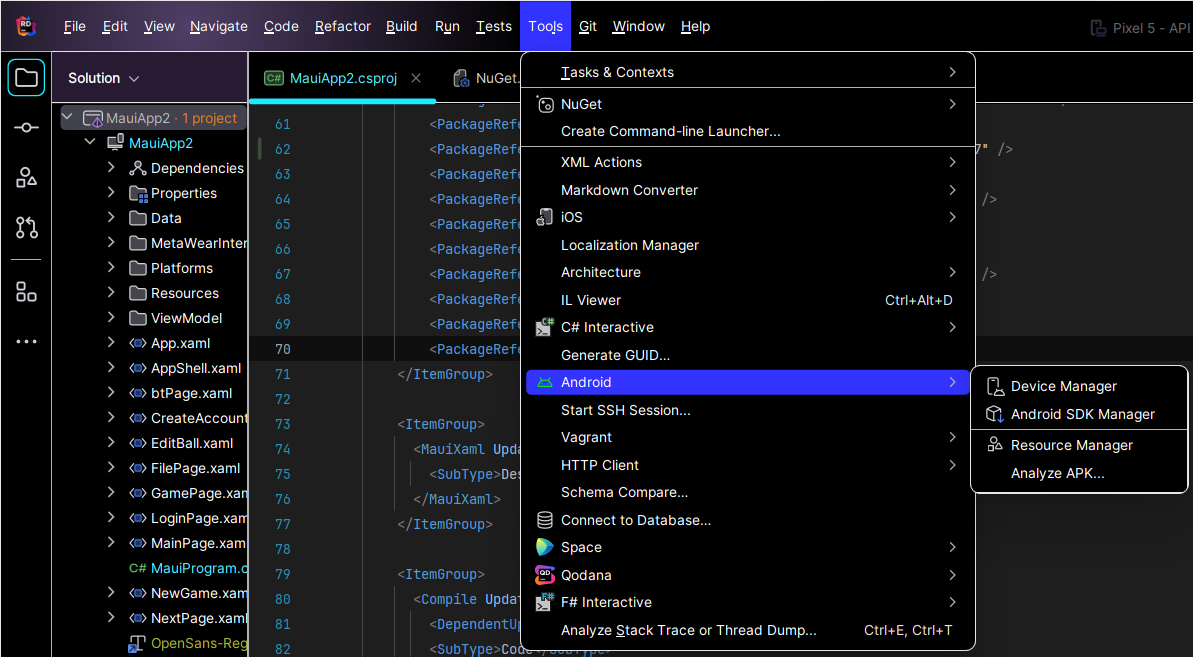 RD File Edit View Navigate Code Refactor Build Run Tests Tools Git Window Help Pixel 5 - API
Solution
C# MauiApp2.csproj NuGet.
MauiApp2 · 1 project
MauiApp2
Dependencies
Properties
Data
MetaWearInter
Platforms
Resources
ViewModel
App.xaml
AppShell.xaml
btPage.xaml
CreateAccount
EditBall.xaml
FilePage.xaml
GamePage.xam
LoginPage.xam
MainPage.xam
C# MauiProgram.c
NewGame.xam
NextPage.xaml
OpenSans-Reg
61 <PackageRefe
62 <PackageRefe " />
63 <PackageRefe
64 <PackageRefe />
65 <PackageRefe
66 <PackageRefe
67 <PackageRefe />
68 <PackageRefe
69 <PackageRefe
70 <PackageRefe
71 </ItemGroup>
72
73 <ItemGroup>
74 <MauiXaml Upda
75 <SubType>Des
76 </MauiXaml>
77 </ItemGroup>
78
79 <ItemGroup>
80 <Compile Updat
81 <DependentUp
82 <SubType>Code</SubType>
Tasks & Contexts
NuGet
Create Command-line Launcher...
XML Actions
Markdown Converter
iOS
Localization Manager
Architecture
IL Viewer Ctrl+Alt+D
C# Interactive
Generate GUID...
Android
Start SSH Session...
Vagrant
HTTP Client
Schema Compare...
Connect to Database...
Space
QD Qodana
F# Interactive
Analyze Stack Trace or Thread Dump... Ctrl+E, Ctrl+T
Device Manager
Android SDK Manager
Resource Manager
Analyze APK...